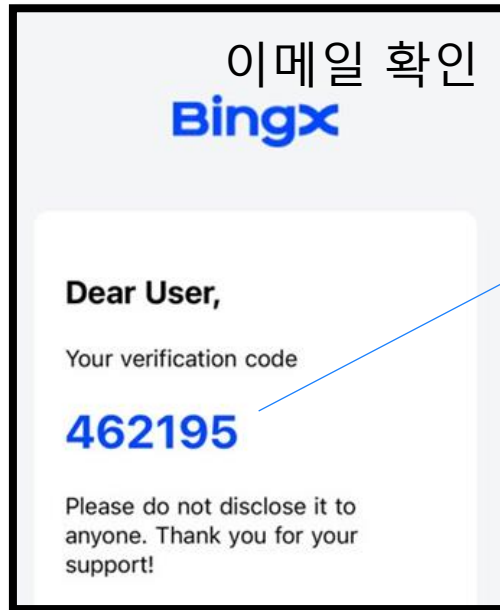 이메일 확인
BingX
Dear User,
Your verification code
462195
Please do not disclose it to
anyone. Thank you for your
support!